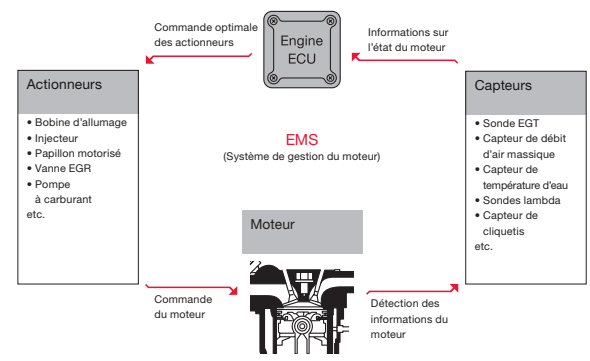 Commande optimale
des actionneurs
Engine
ECU
Informations sur
l'état du moteur
Actionneurs
• Bobine d'allumage
• Injecteur
• Papillon motorisé
• Vanne EGR
• Pompe
à carburant
etc.
EMS
(Système de gestion du moteur)
Capteurs
• Sonde EGT
• Capteur de débit
d'air massique
• Capteur de
température d'eau
• Sondes lambda
• Capteur de
cliquetis
etc.
Moteur
Commande
du moteur
Détection des
informations du
moteur